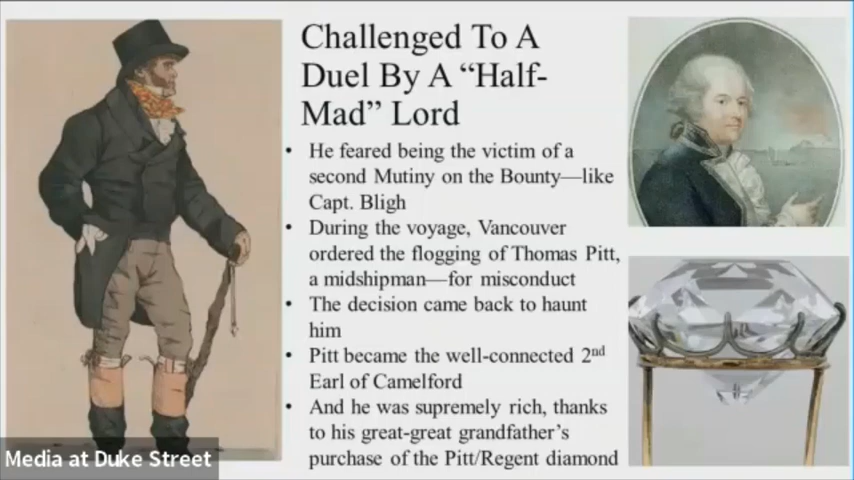 Challenged To A
Duel By A “Half-
Mad” Lord
• He feared being the victim of a
second Mutiny on the Bounty—like
Capt. Bligh
• During the voyage, Vancouver
ordered the flogging of Thomas Pitt,
a midshipman—for misconduct
• The decision came back to haunt
him
• Pitt became the well-connected 2nd
Earl of Camelford
• And he was supremely rich, thanks
to his great-great grandfather’s
purchase of the Pitt/Regent diamond
Media at Duke Street